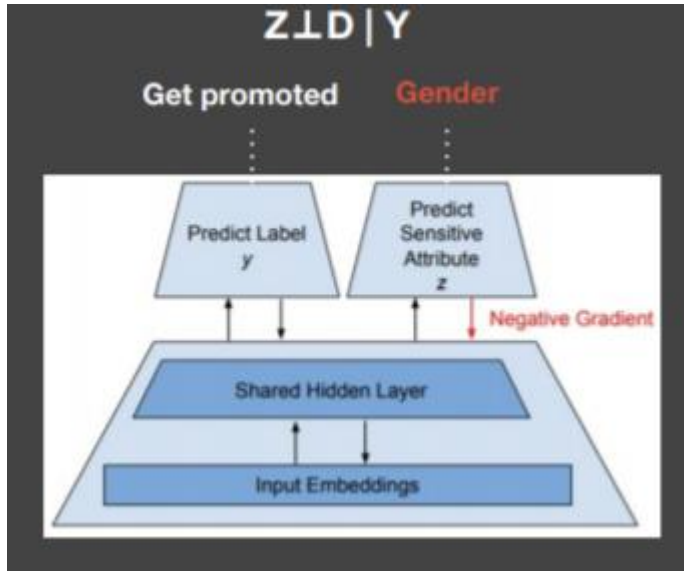 Z⊥D | Y
Get promoted Gender
Predict Label
y
Predict
Sensitive
Attribute
z
Negative Gradient
Shared Hidden Layer
Input Embeddings